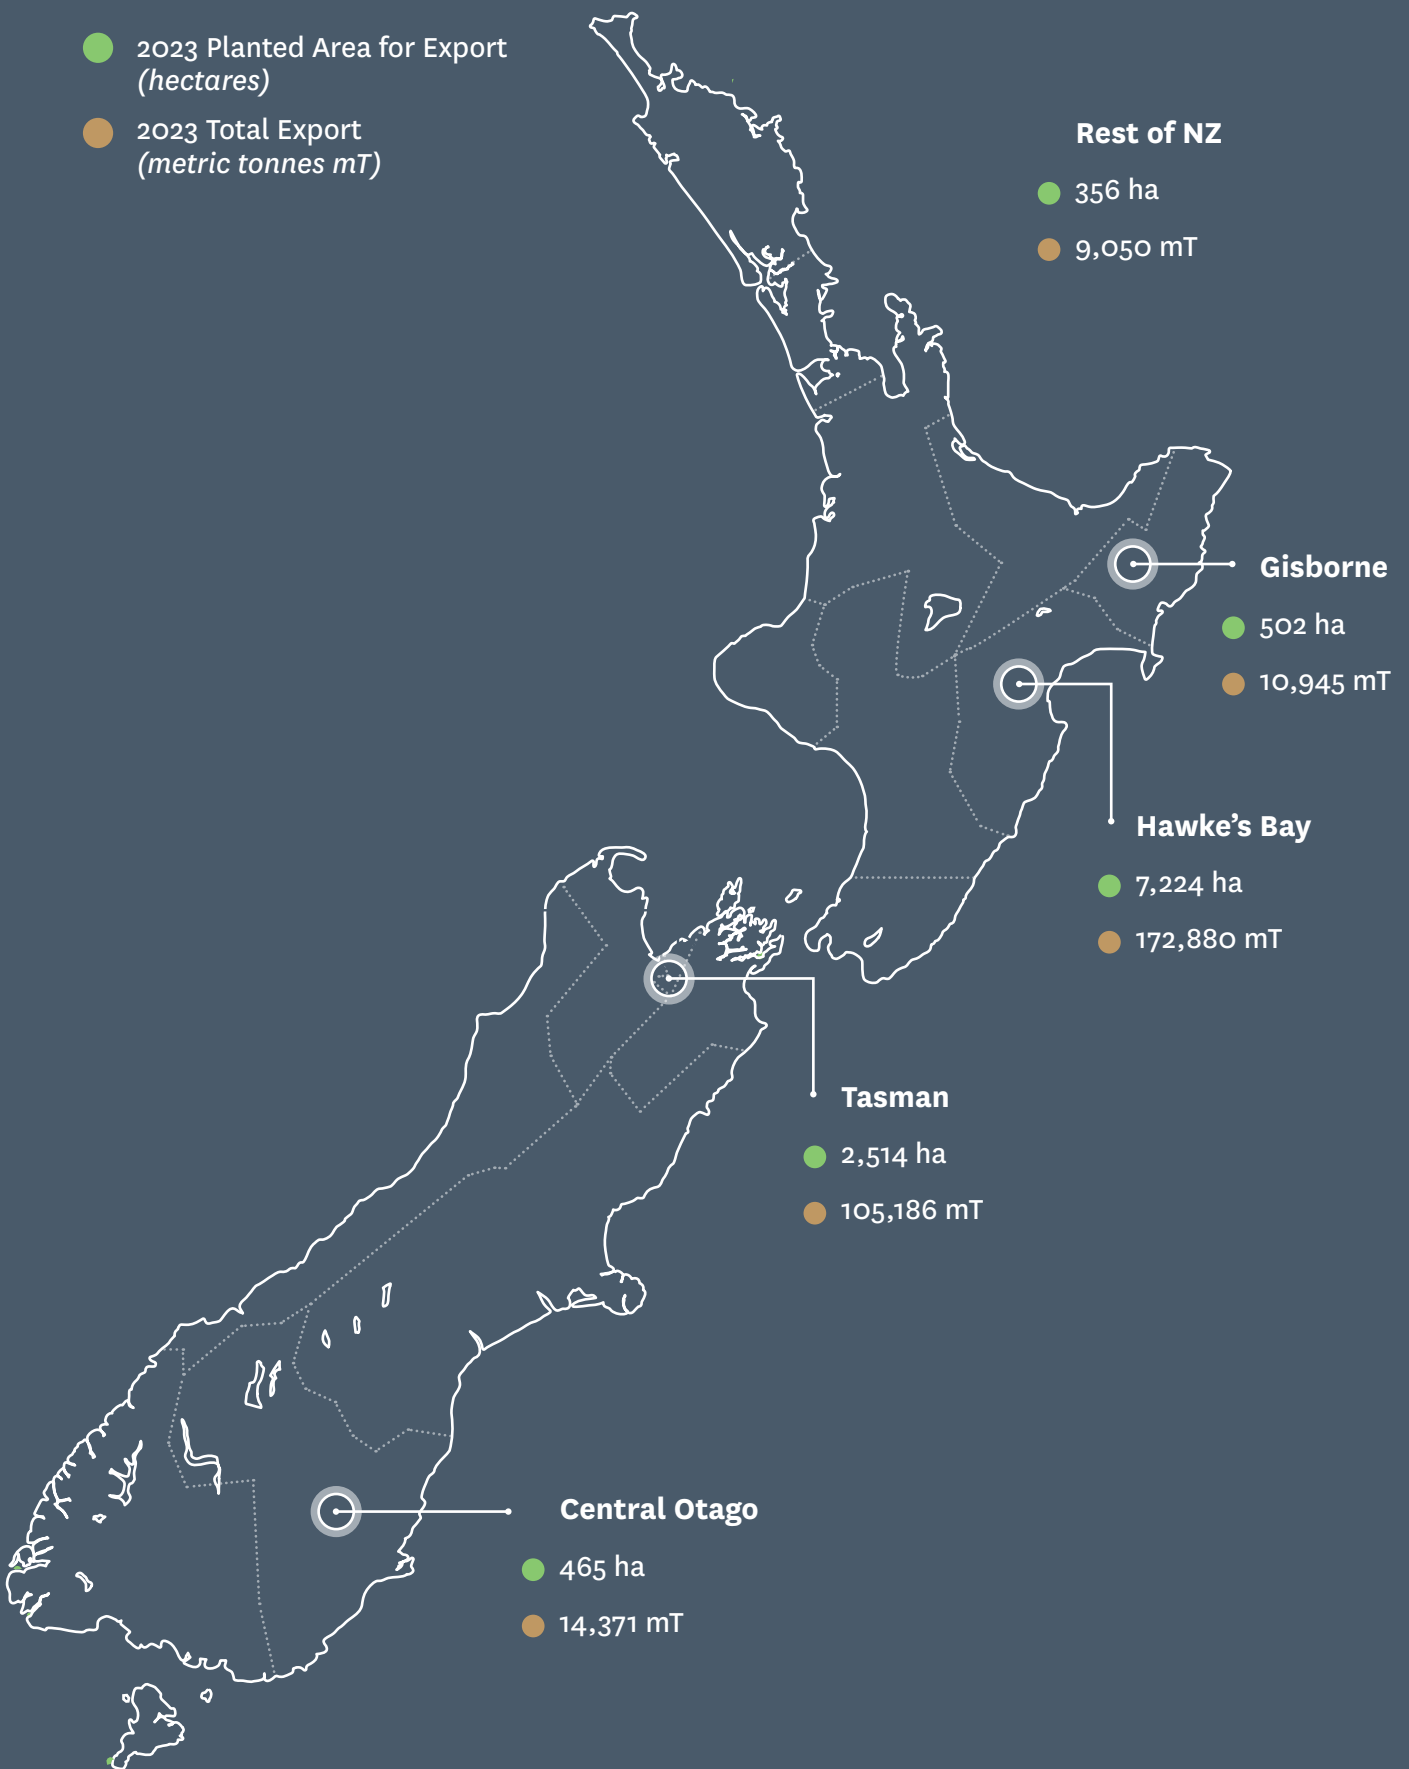 2023 Planted Area for Export
(hectares)
2023 Total Export
(metric tonnes mT)
Rest of NZ
356 ha
9,050 mT
Gisborne
502 ha
10,945 mT
Hawke’s Bay
7,224 ha
172,880 mT
Tasman
2,514 ha
105,186 mT
Central Otago
465 ha
14,371 mT